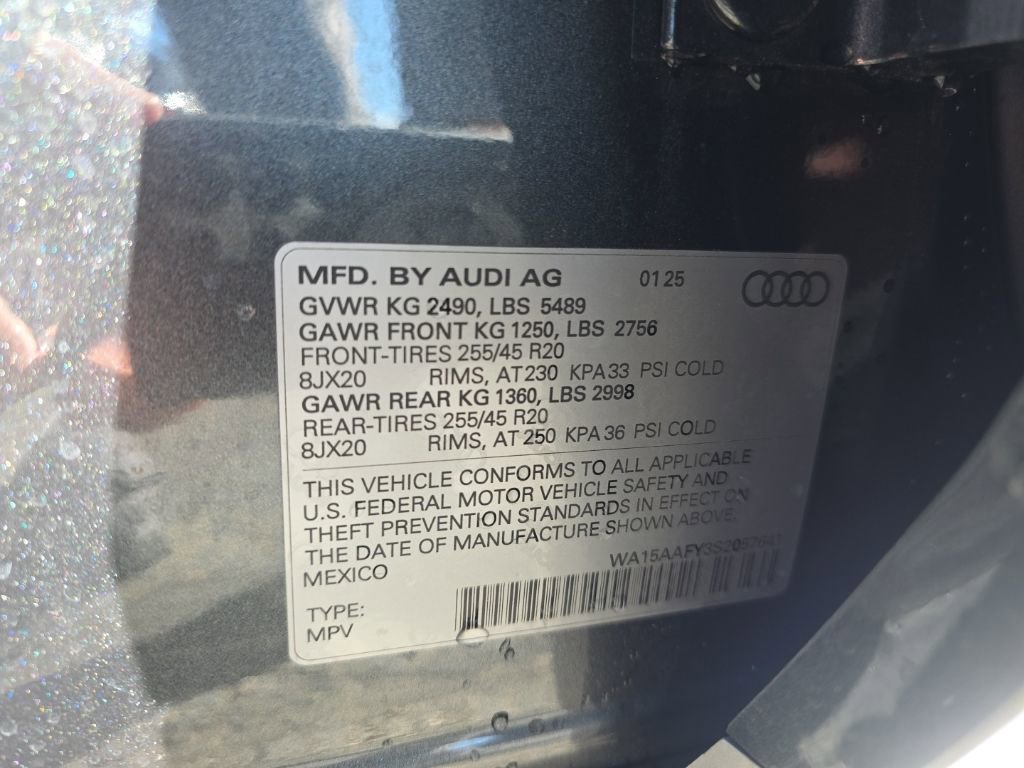 MFD. BY AUDI AG 01 25
GVWR KG 2490, LBS 5489
GAWR FRONT KG 1250, LBS 2756
FRONT-TIRES 255/45 R20
8JX20 RIMS, AT 230 KPA 33 PSI COLD
GAWR REAR KG 1360, LBS 2998
REAR-TIRES 255/45 R20
8JX20 RIMS, AT 250 KPA 36 PSI COLD
THIS VEHICLE CONFORMS TO ALL APPLICABLE
U.S. FEDERAL MOTOR VEHICLE SAFETY AND
THEFT PREVENTION STANDARDS IN EFFECT ON
THE DATE OF MANUFACTURE SHOWN ABOVE.
MEXICO
TYPE:
MPV